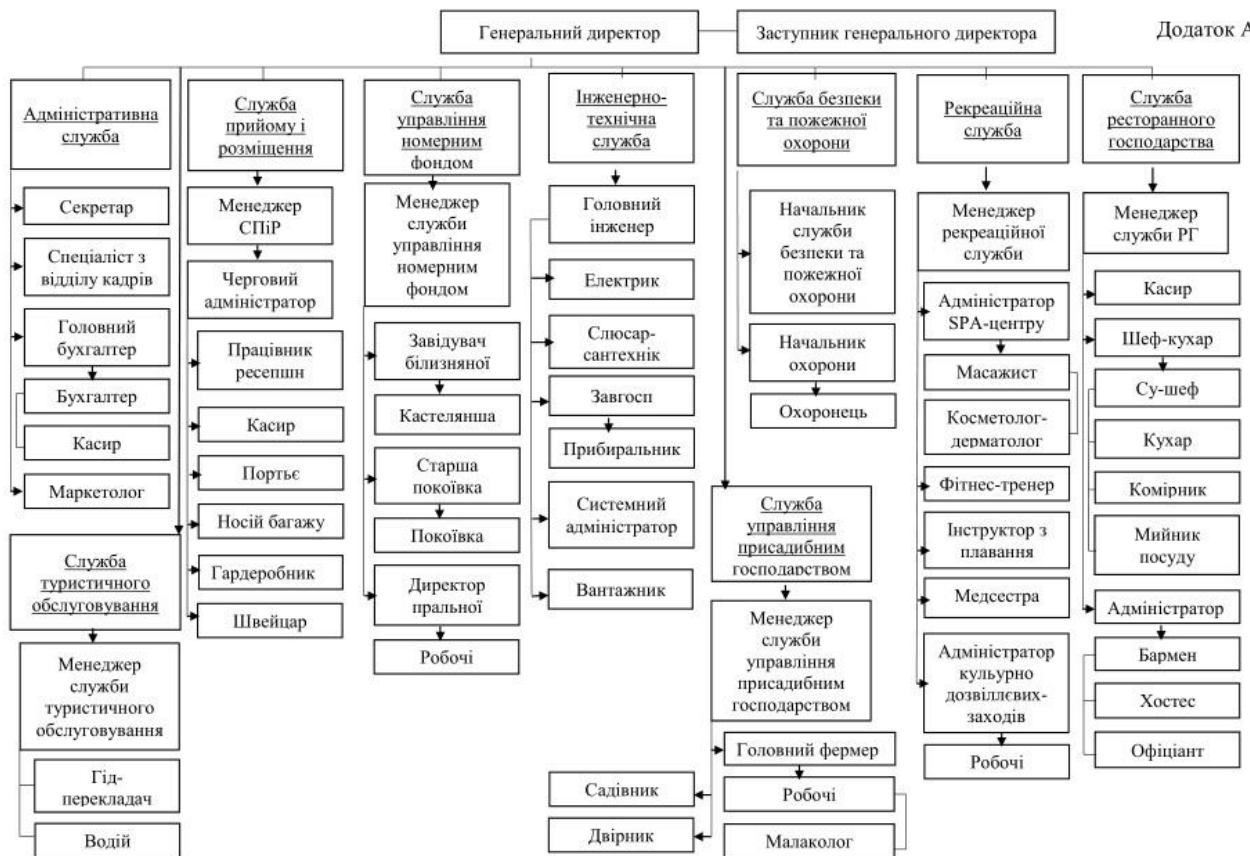 Генеральний директор
Заступник генерального директора
Додаток А
Адміністративна
служба
Секретар
Спеціаліст з
відділу кадрів
Головний
бухгалтер
Бухгалтер
Касир
Маркетолог
Служба
туристичного
обслуговування
Менеджер
служби
туристичного
обслуговування
Гід-
перекладач
Водій
Служба
прийому і
розміщення
Менеджер
СПіР
Черговий
адміністратор
Працівник
ресепшн
Касир
Портьє
Носій багажу
Гардеробник
Швейцар
Служба
управління
номерним
фондом
Менеджер
служби
управління
номерним
фондом
Завідувач
білизняної
Кастелянша
Старша
покоївка
Покоївка
Директор
пральної
Робочі
Інженерно-
технічна
служба
Головний
інженер
Електрик
Слюсар-
сантехнік
Завгосп
Прибиральник
Системний
адміністратор
Вантажник
Служба безпеки
та пожежної
охорони
Начальник
служби
безпеки та
пожежної
охорони
Начальник
охорони
Охоронець
Служба
управління
присадибним
господарством
Менеджер
служби
управління
присадибним
господарством
Головний фермер
Робочі
Малаколог
Садівник
Двірник
Рекреаційна
служба
Менеджер
рекреаційної
служби
Адміністратор
SPA-центру
Масажист
Косметолог-
дерматолог
Фітнес-тренер
Інструктор з
плавання
Медсестра
Адміністратор
кульурно
дозвіллєвих-
заходів
Робочі
Служба
ресторанного
господарства
Менеджер
служби РГ
Касир
Шеф-кухар
Су-шеф
Кухар
Комірник
Мийник
посуду
Адміністратор
Бармен
Хостес
Офіціант